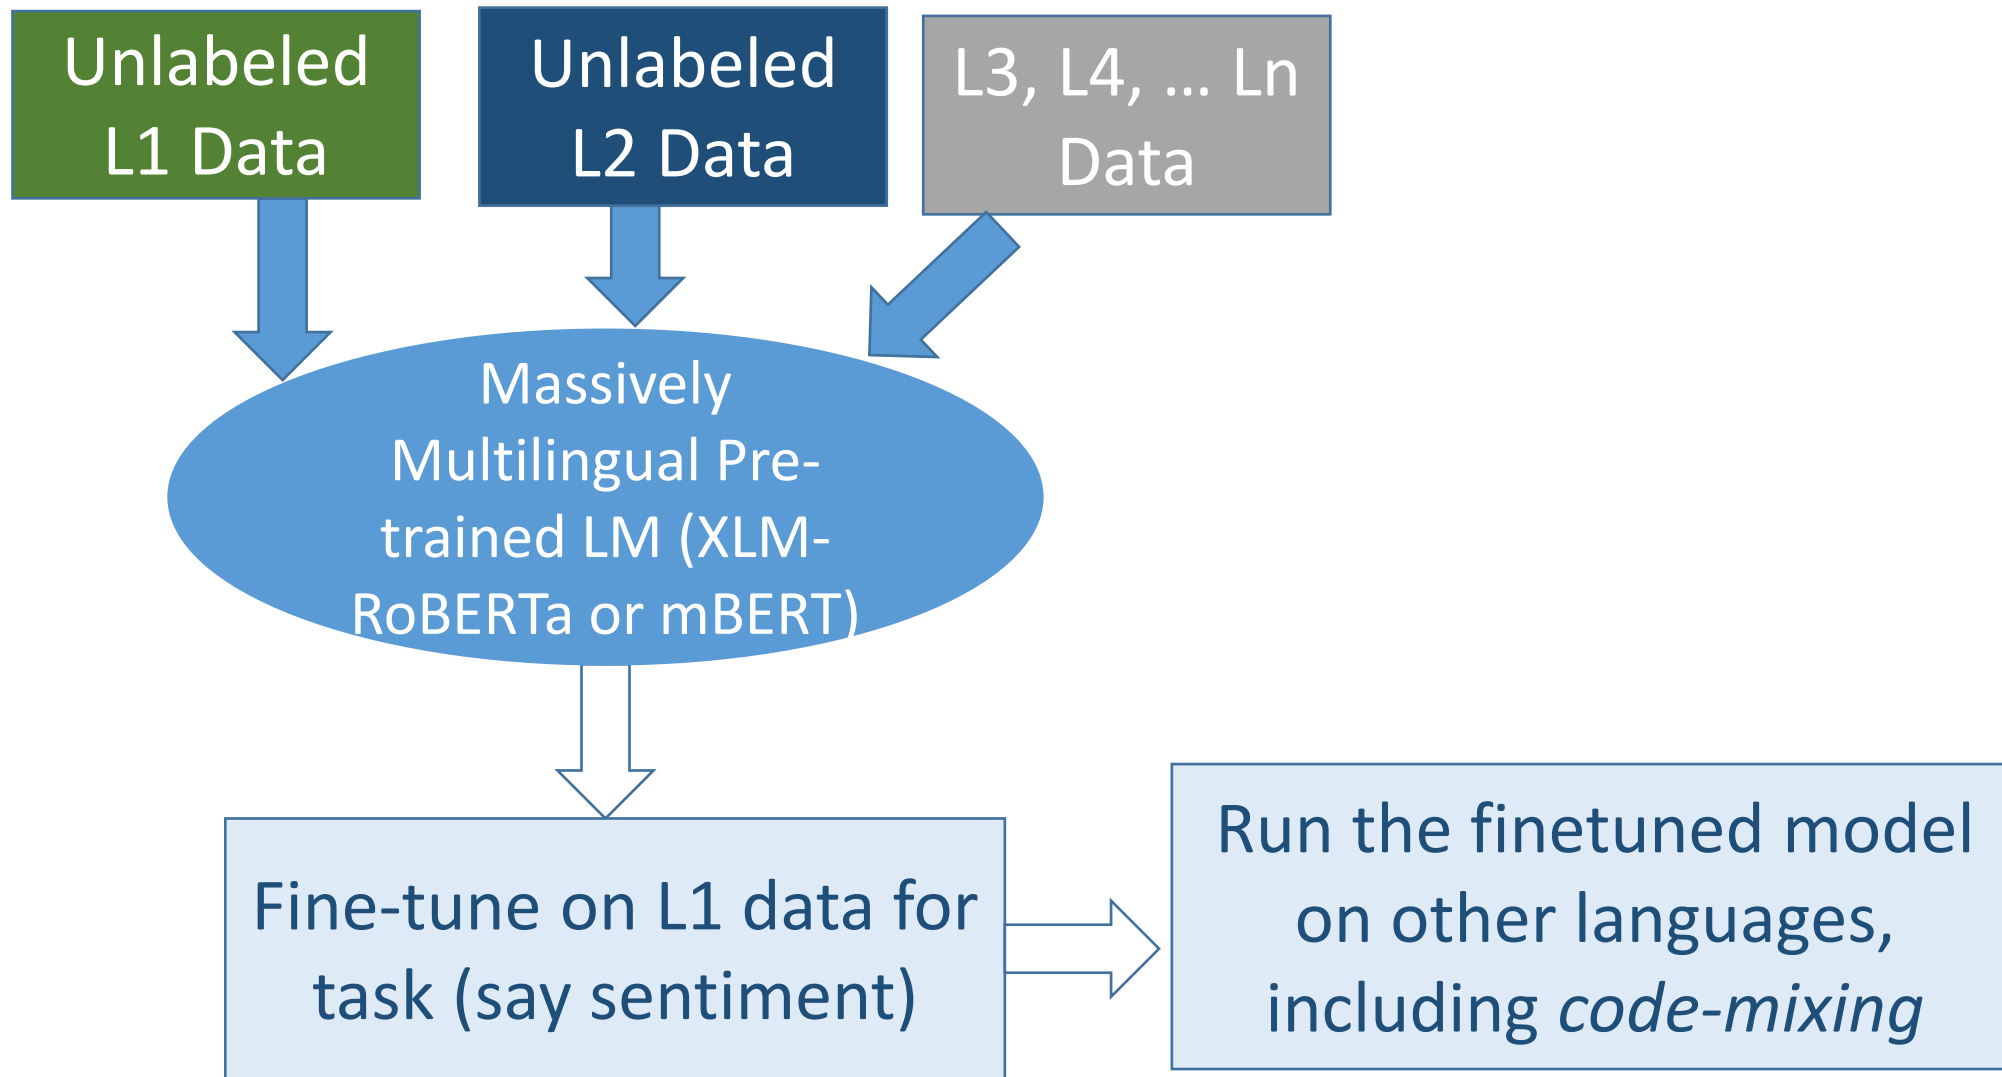 Unlabeled
L1 Data
Unlabeled
L2 Data
L3, L4, ... Ln
Data
Massively
Multilingual Pre-
trained LM (XLM-
RoBERTa or mBERT)
Fine-tune on L1 data for
task (say sentiment)
Run the finetuned model
on other languages,
including code-mixing